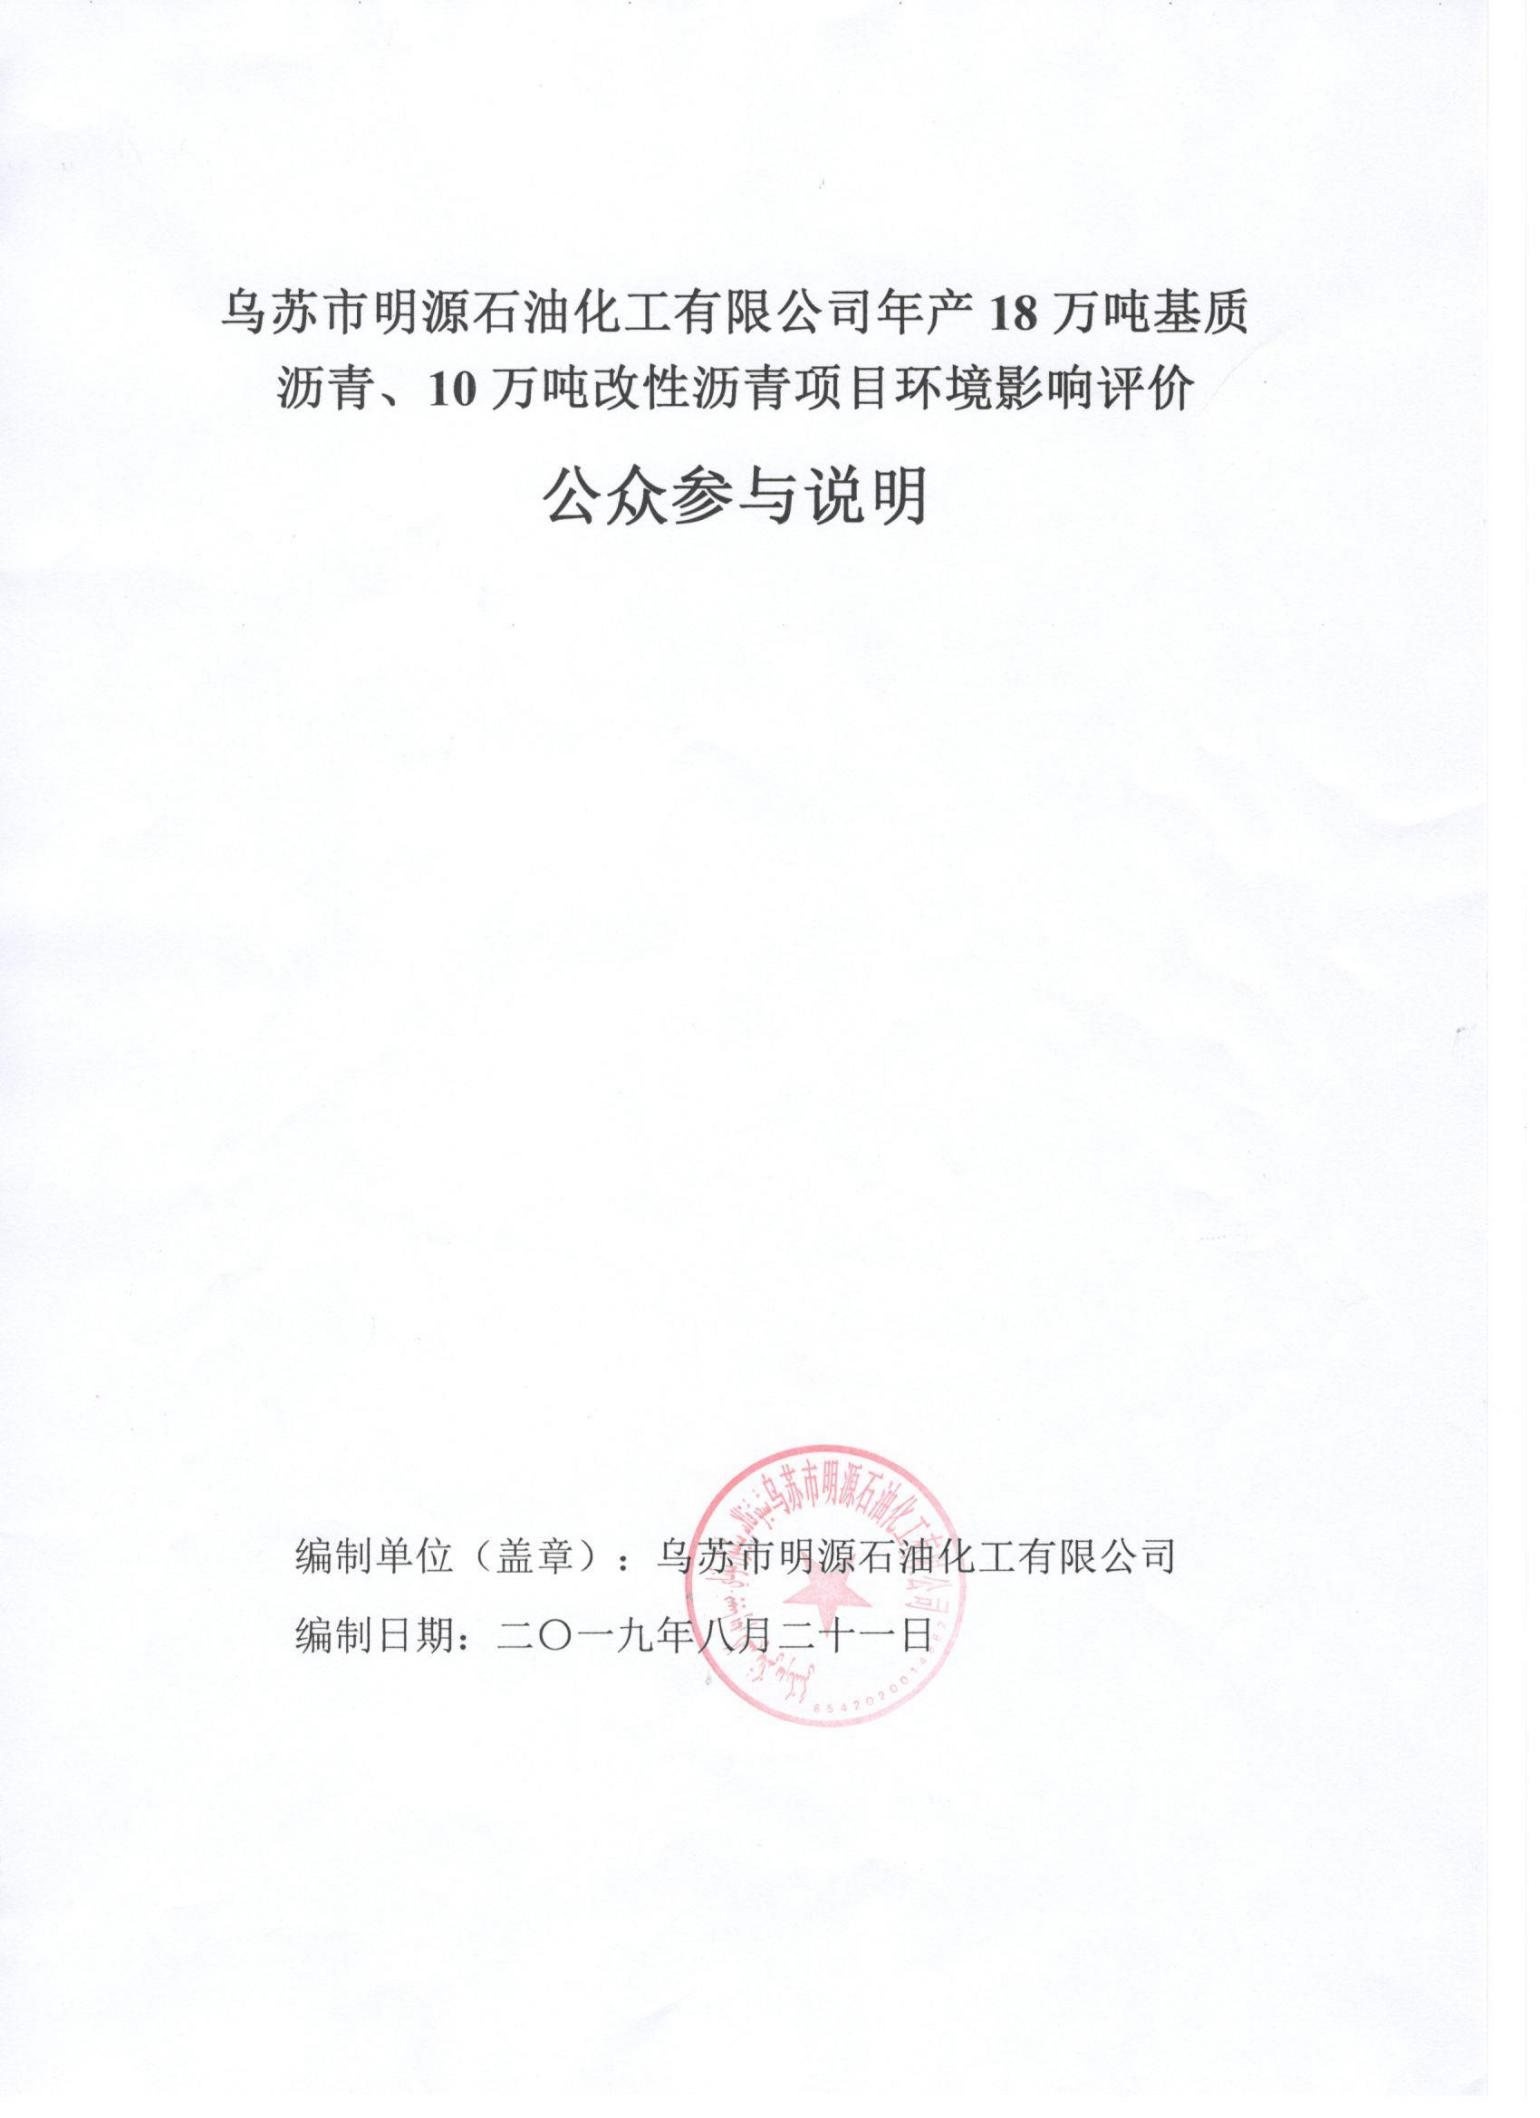 乌苏市明源石油化工有限公司年产 18 万吨基质
沥青、10 万吨改性沥青项目环境影响评价
公众参与说明
乌苏市明源石油化工有限公司
编制单位（盖章）：乌苏市明源石油化工有限公司
编制日期：二〇一九年八月二十一日